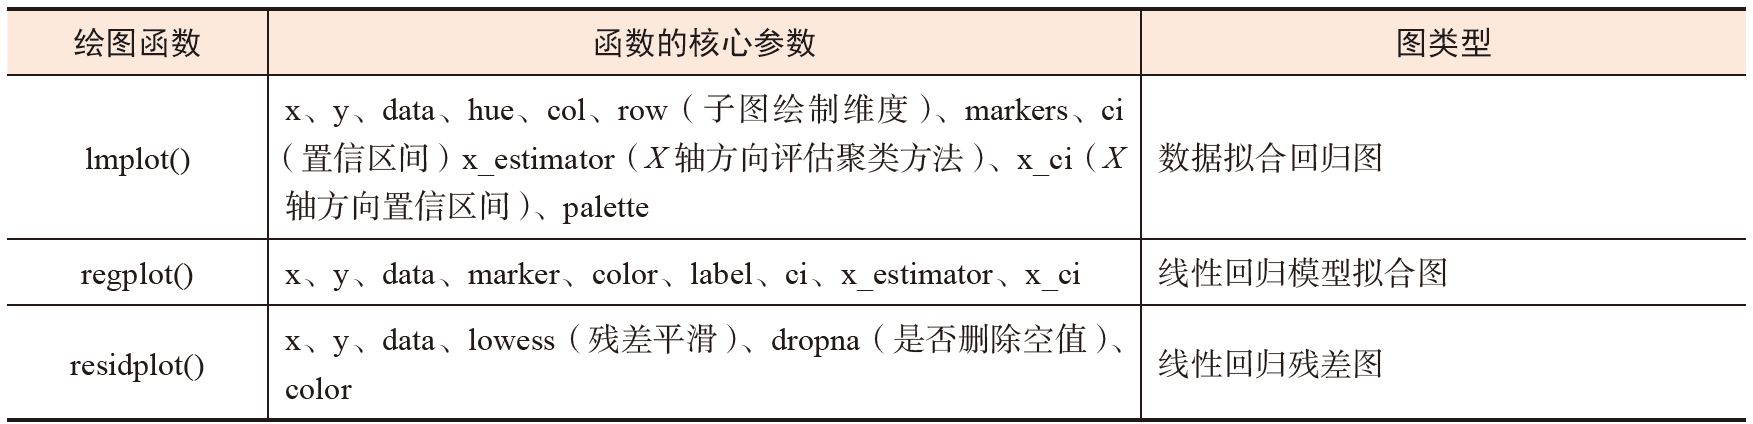 绘图函数 函数的核心参数 图类型
x、y、data、hue、col、row（子图绘制维度）、markers、ci
lmplot() （置信区间）x_estimator（X 轴方向评估聚类方法）、x_ci（X 数据拟合回归图
轴方向置信区间）、palette
regplot() x、y、data、marker、color、label、ci、x_estimator、x_ci 线性回归模型拟合图
x、y、data、lowess（残差平滑）、dropna（是否删除空值）、
residplot() 线性回归残差图
color